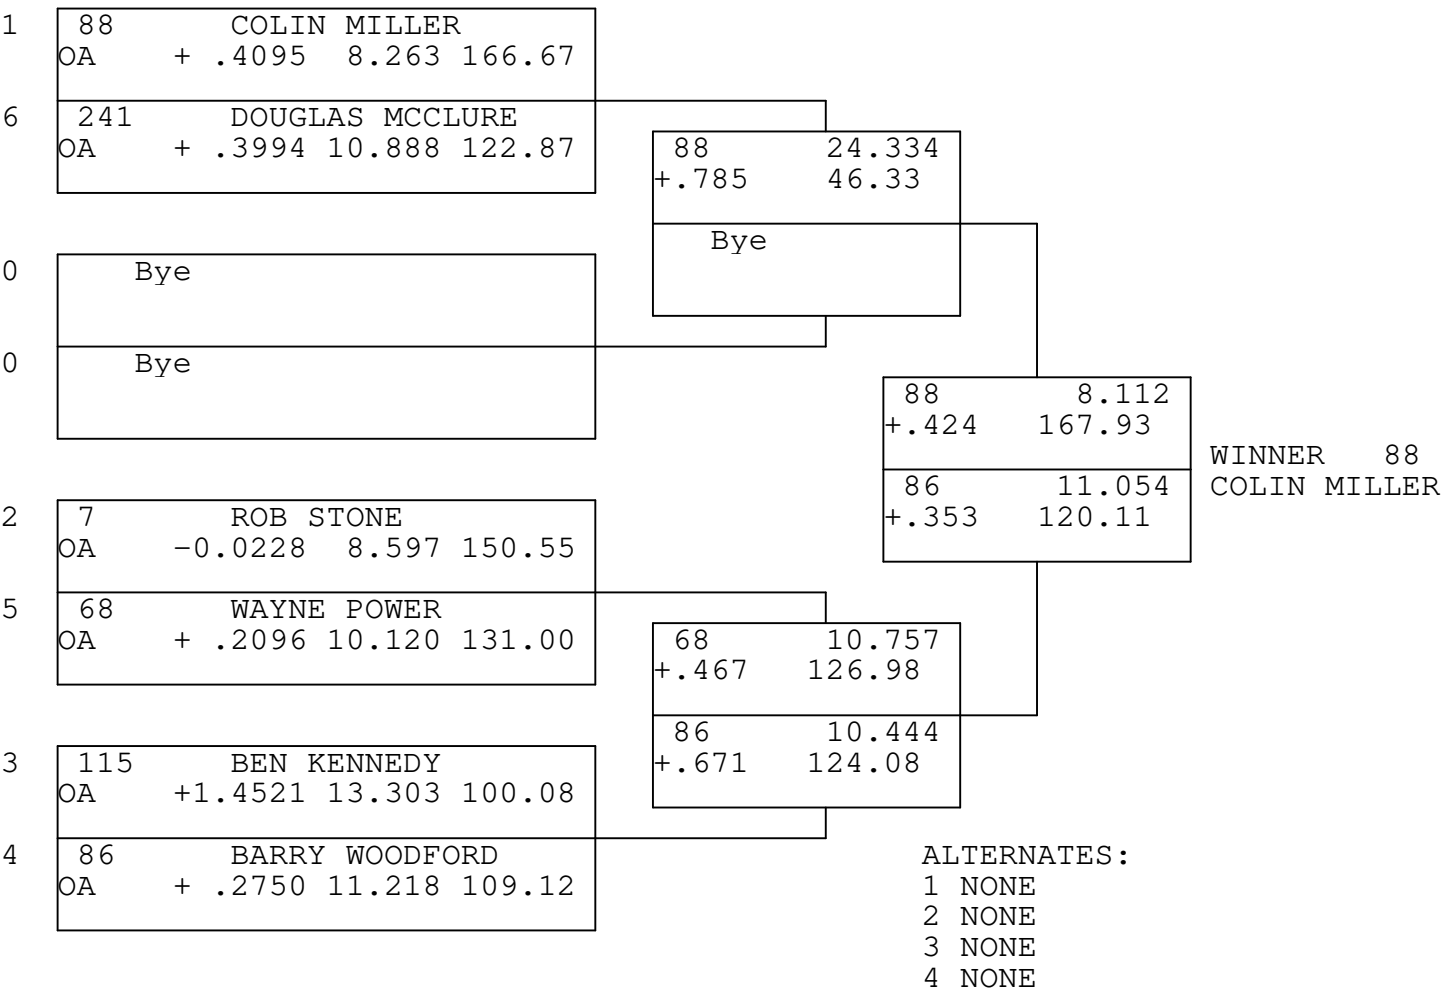 1 88 COLIN MILLER
OA + .4095 8.263 166.67
6 241 DOUGLAS MCCLURE
OA + .3994 10.888 122.87
88 24.334
+.785 46.33
Bye
0 Bye
0 Bye
88 8.112
+.424 167.93
86 11.054
+.353 120.11
WINNER 88
COLIN MILLER
2 7 ROB STONE
OA -0.0228 8.597 150.55
5 68 WAYNE POWER
OA + .2096 10.120 131.00
68 10.757
+.467 126.98
86 10.444
+.671 124.08
3 115 BEN KENNEDY
OA +1.4521 13.303 100.08
4 86 BARRY WOODFORD
OA + .2750 11.218 109.12
ALTERNATES:
1 NONE
2 NONE
3 NONE
4 NONE